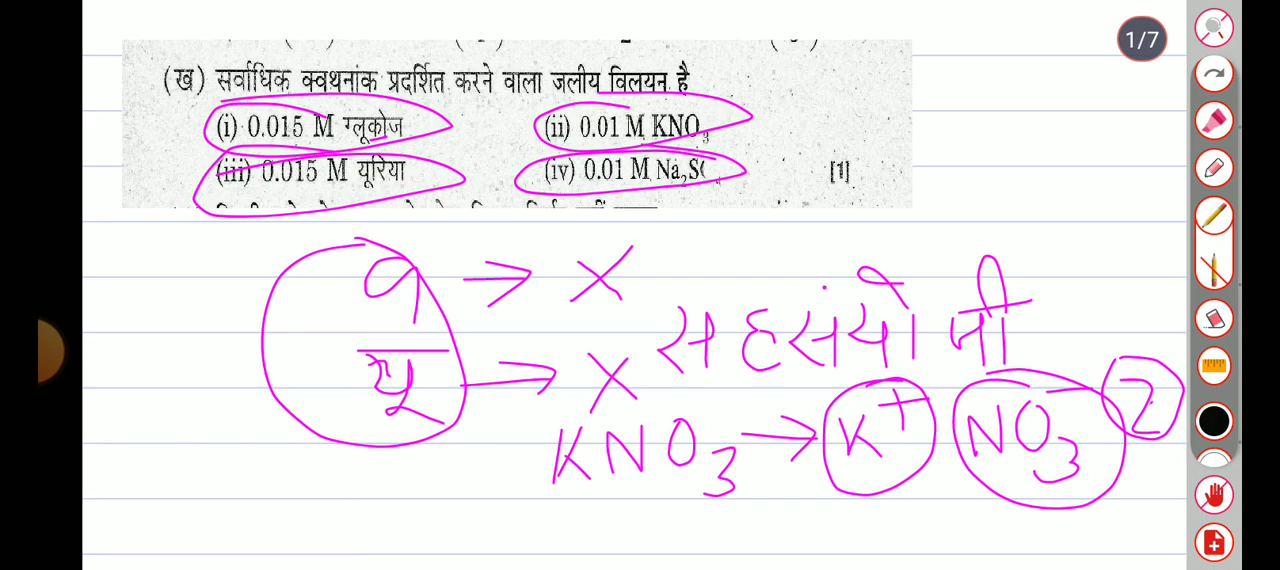 1/7
(ख) सर्वाधिक क्वथनांक प्रदर्शित करने वाला जलीय विलयन है
(i) 0.015 M ग्लूकोज (ii) 0.01 M KNO3
(iii) 0.015 M यूरिया (iv) 0.01 M Na2S [1]
→ X
सहसंयोजी
यू → X
KNO3 → K+ NO3- 2